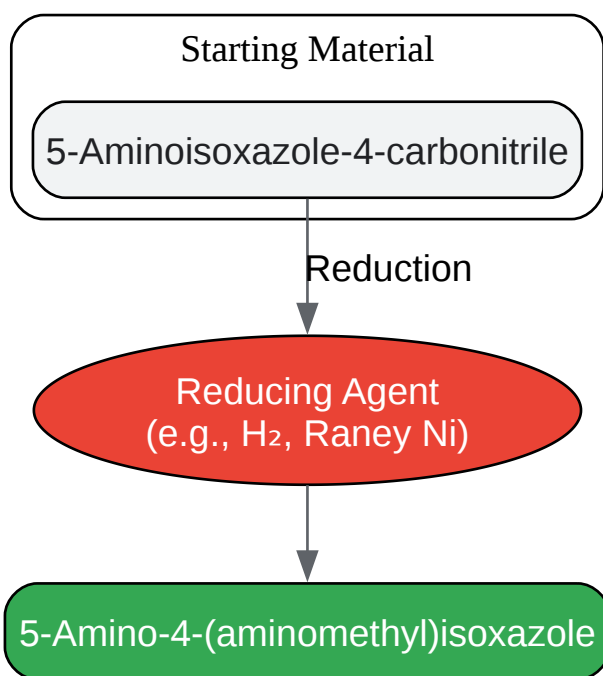 Starting Material
5-Aminoisoxazole-4-carbonitrile
Reduction
Reducing Agent
(e.g., H₂, Raney Ni)
5-Amino-4-(aminomethyl)isoxazole